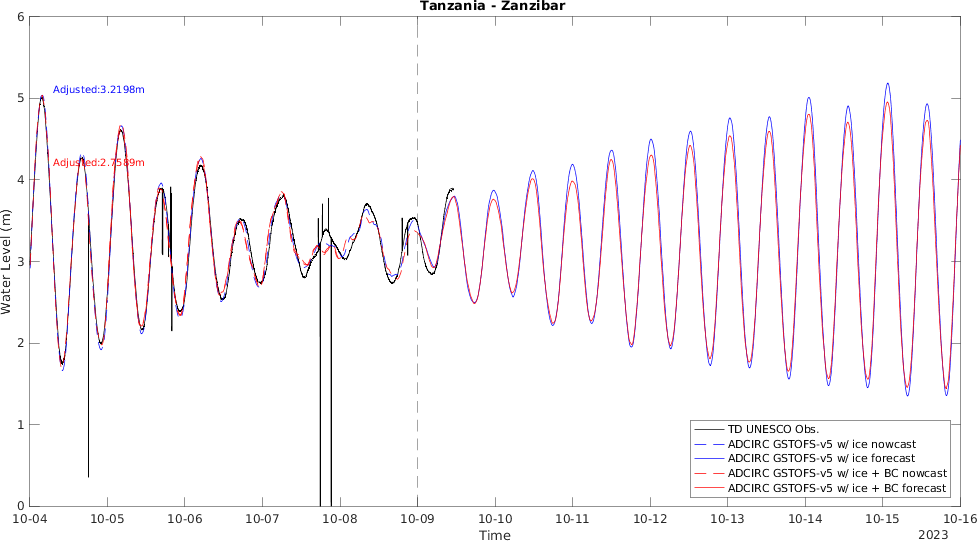 Tanzania - Zanzibar
6
5
4
3
2
1
0
Water Level (m)
Adjusted:3.2198m
Adjusted:2.7589m
TD UNESCO Obs.
ADCIRC GSTOFS-v5 w/ ice nowcast
ADCIRC GSTOFS-v5 w/ ice forecast
ADCIRC GSTOFS-v5 w/ ice + BC nowcast
ADCIRC GSTOFS-v5 w/ ice + BC forecast
10-04 10-05 10-06 10-07 10-08 10-09 10-10 10-11 10-12 10-13 10-14 10-15 10-16
Time
2023